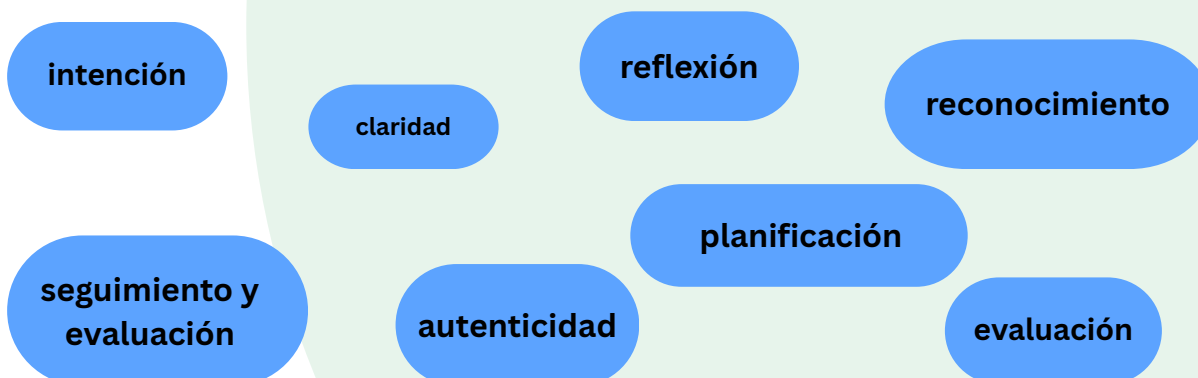 intención
claridad
reflexión
reconocimiento
planificación
seguimiento y
evaluación
autenticidad
evaluación